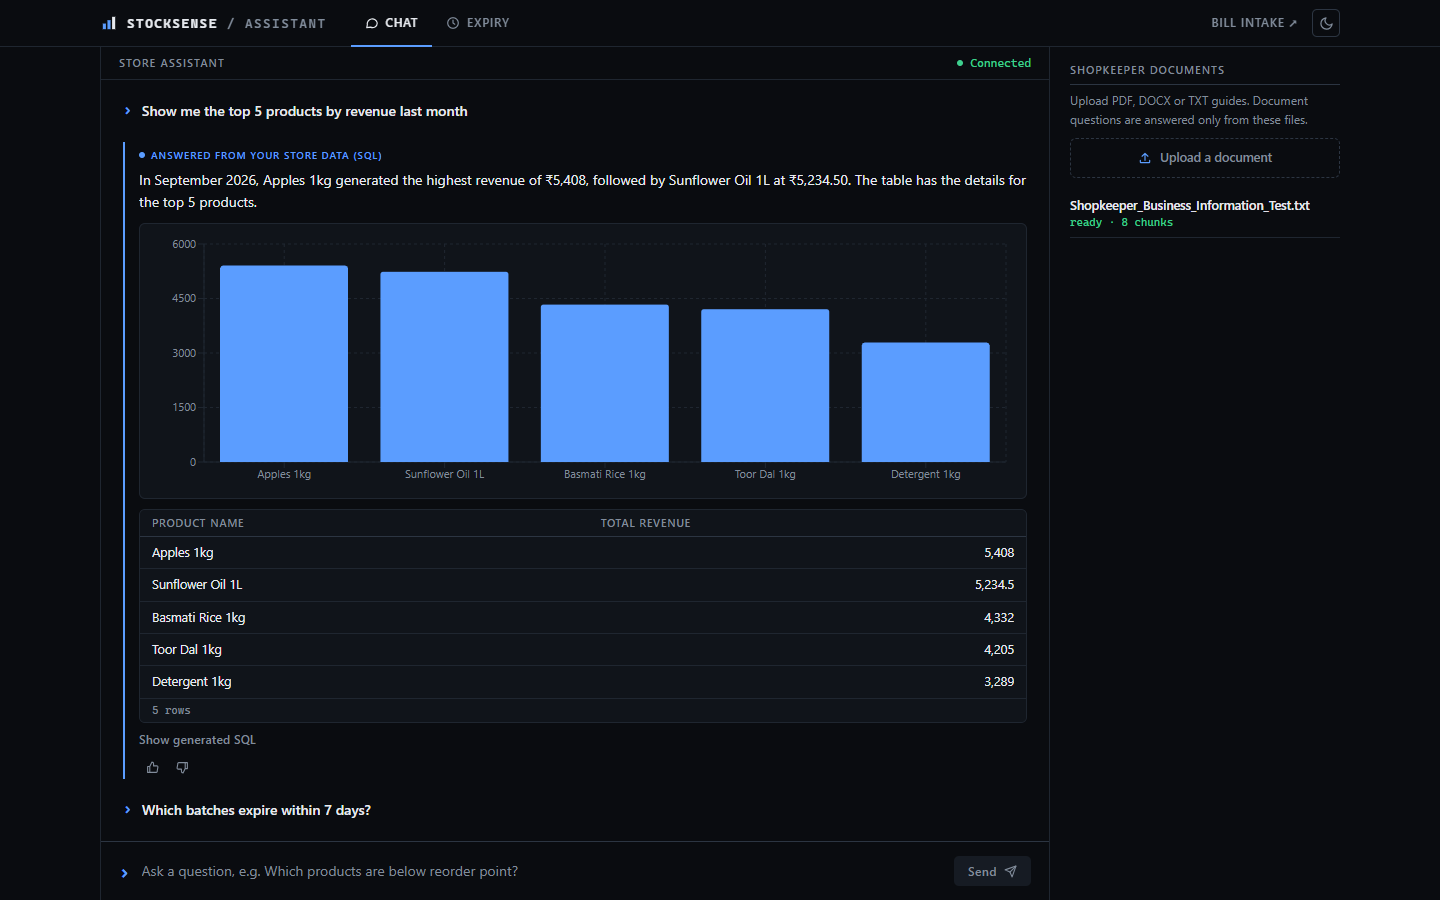 STOCKSENSE / ASSISTANT
CHAT
EXPIRY
BILL INTAKE ↗
STORE ASSISTANT
Connected
Show me the top 5 products by revenue last month
ANSWERED FROM YOUR STORE DATA (SQL)
In September 2026, Apples 1kg generated the highest revenue of ₹5,408, followed by Sunflower Oil 1L at ₹5,234.50. The table has the details for
the top 5 products.
6000
4500
3000
1500
0
Apples 1kg
Sunflower Oil 1L
Basmati Rice 1kg
Toor Dal 1kg
Detergent 1kg
PRODUCT NAME TOTAL REVENUE
Apples 1kg 5,408
Sunflower Oil 1L 5,234.5
Basmati Rice 1kg 4,332
Toor Dal 1kg 4,205
Detergent 1kg 3,289
5 rows
Show generated SQL
Which batches expire within 7 days?
Ask a question, e.g. Which products are below reorder point?
Send
SHOPKEEPER DOCUMENTS
Upload PDF, DOCX or TXT guides. Document
questions are answered only from these files.
Upload a document
Shopkeeper_Business_Information_Test.txt
ready · 8 chunks